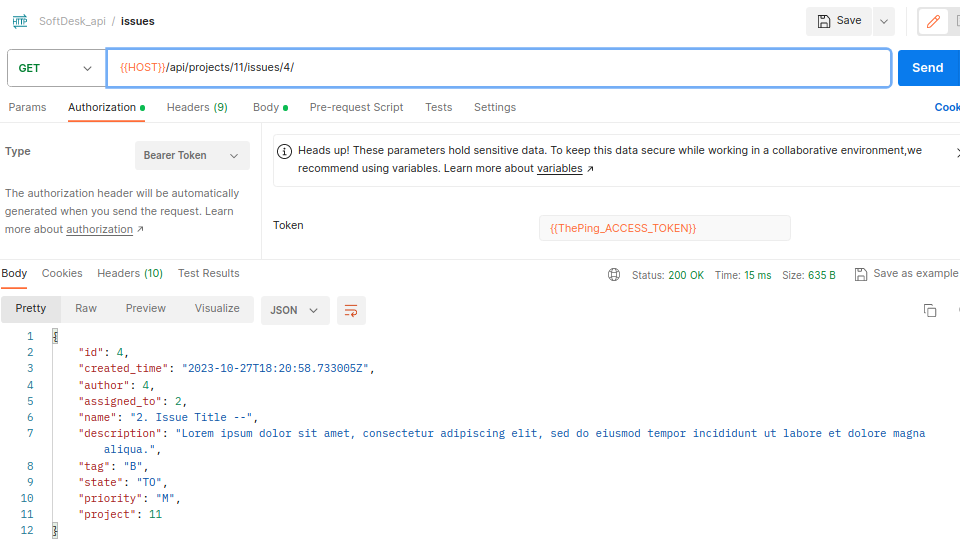 HTTP SoftDesk_api / issues Save
GET {{HOST}}/api/projects/11/issues/4/ Send
Params Authorization Headers (9) Body Pre-request Script Tests Settings Cook
Type Bearer Token
The authorization header will be automatically
generated when you send the request. Learn
more about authorization ↗
Heads up! These parameters hold sensitive data. To keep this data secure while working in a collaborative environment,we
recommend using variables. Learn more about variables ↗
Token {{ThePing_ACCESS_TOKEN}}
Body Cookies Headers (10) Test Results Status: 200 OK Time: 15 ms Size: 635 B Save as example
Pretty Raw Preview Visualize JSON
1 {
2 "id": 4,
3 "created_time": "2023-10-27T18:20:58.733005Z",
4 "author": 4,
5 "assigned_to": 2,
6 "name": "2. Issue Title --",
7 "description": "Lorem ipsum dolor sit amet, consectetur adipiscing elit, sed do eiusmod tempor incididunt ut labore et dolore magna
aliqua.",
8 "tag": "B",
9 "state": "TO",
10 "priority": "M",
11 "project": 11
12 }